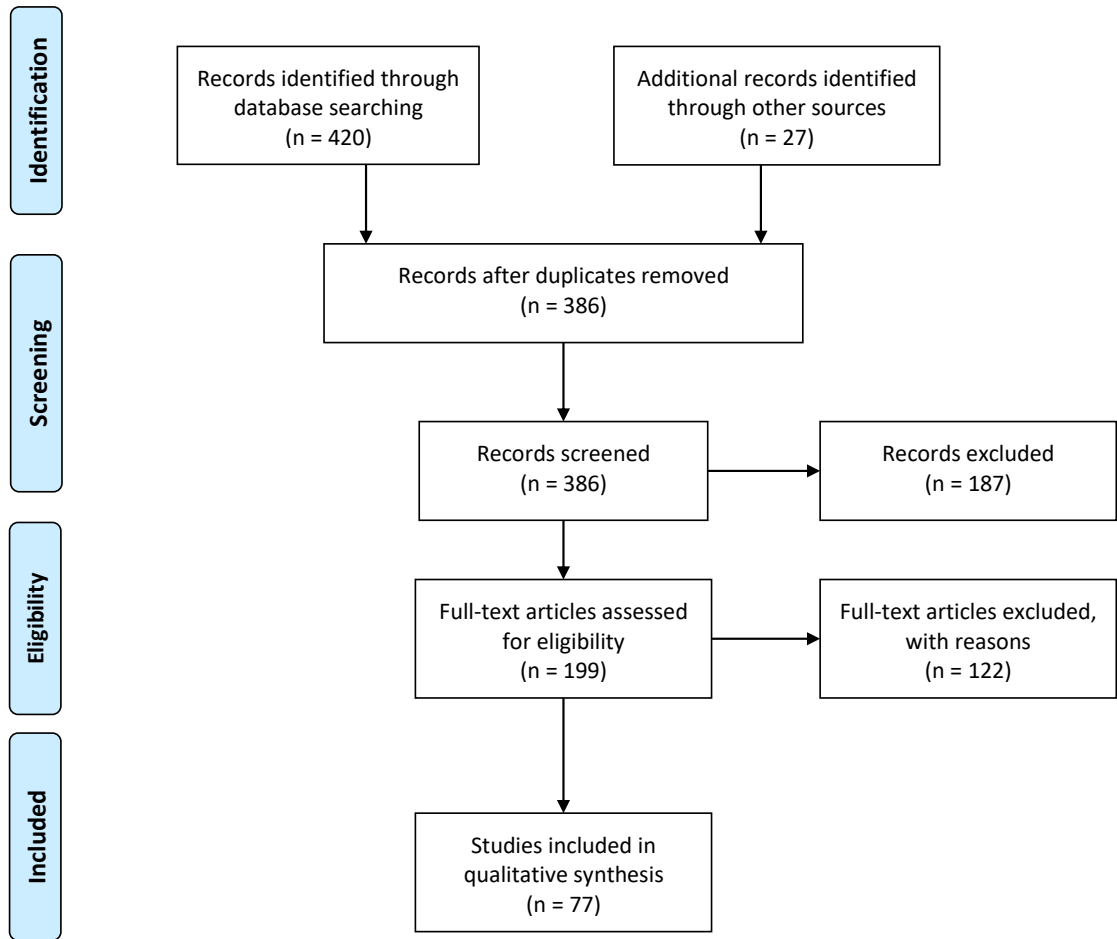 Identification
Records identified through
database searching
(n = 420)
Additional records identified
through other sources
(n = 27)
Screening
Records after duplicates removed
(n = 386)
Records screened
(n = 386)
Records excluded
(n = 187)
Eligibility
Full-text articles assessed
for eligibility
(n = 199)
Full-text articles excluded,
with reasons
(n = 122)
Included
Studies included in
qualitative synthesis
(n = 77)